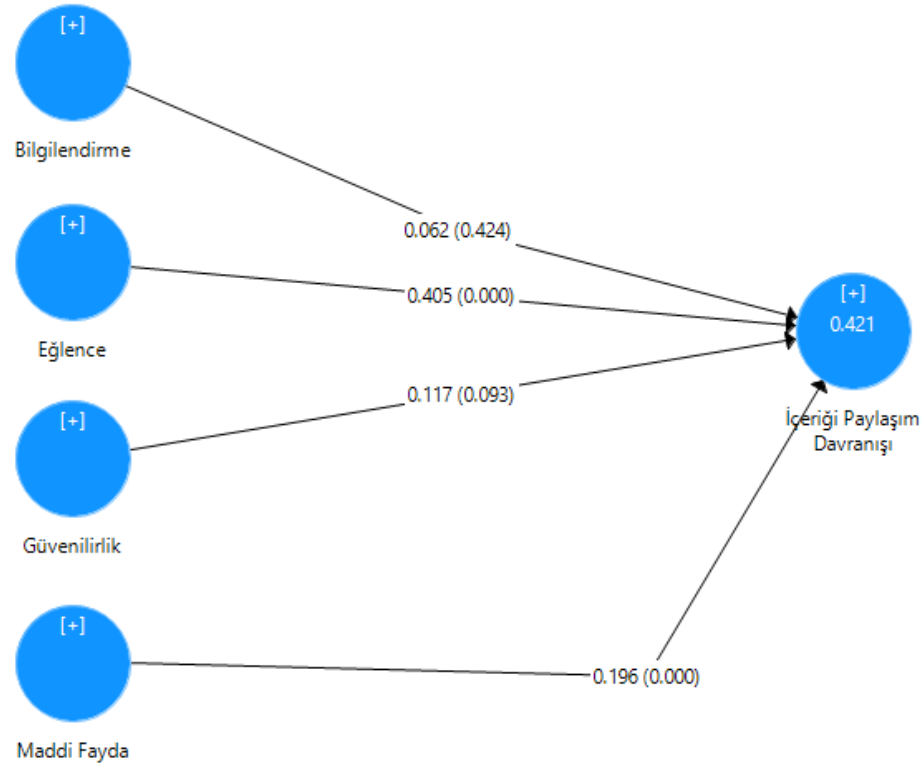 [+]
Bilgilendirme
0.062 (0.424)
[+]
Eğlence
0.405 (0.000)
[+]
0.421
İçeriği Paylaşım
Davranışı
[+]
Güvenilirlik
0.117 (0.093)
[+]
Maddi Fayda
0.196 (0.000)